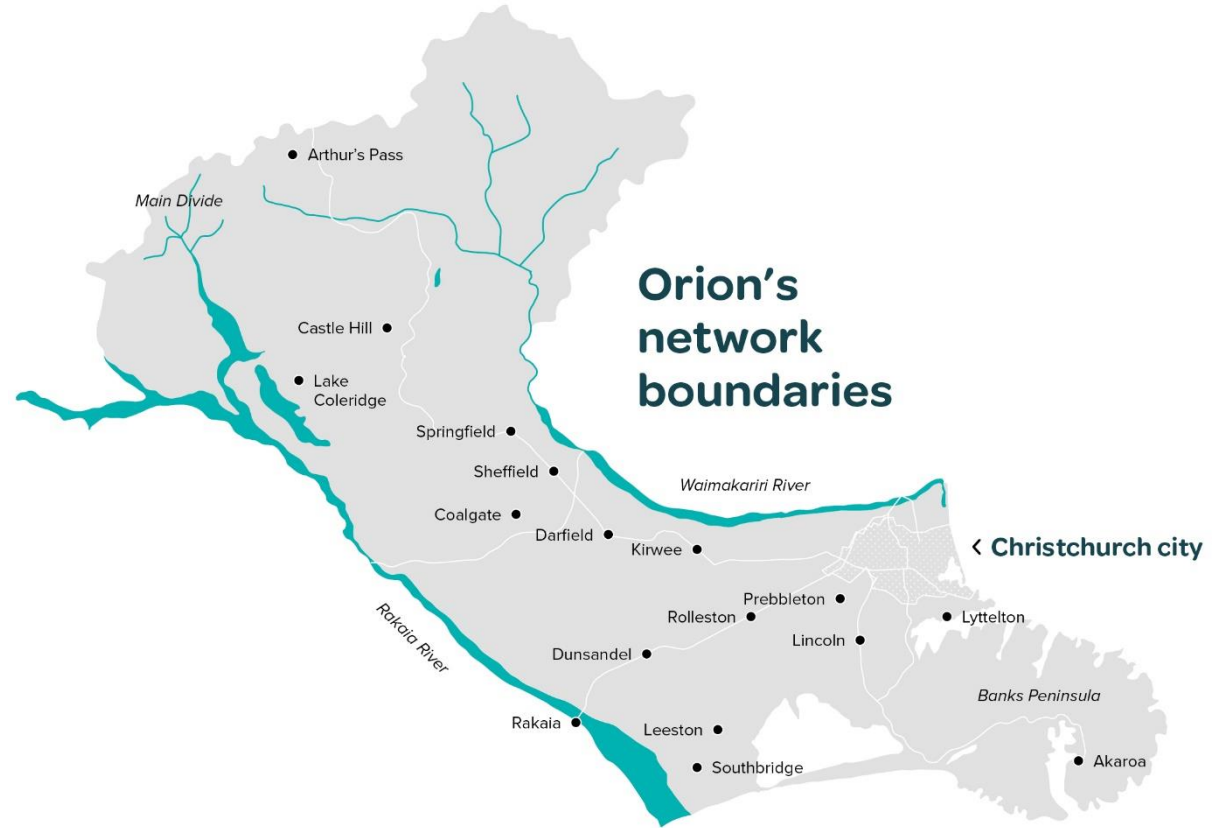 Arthur's Pass
Main Divide
Orion's
network
boundaries
Castle Hill
Lake
Coleridge
Springfield
Sheffield
Waimakariri River
Coalgate
Darfield
Kirwee
< Christchurch city
Prebbleton
Rolleston
Lyttelton
Rakaia River
Lincoln
Dunsandel
Banks Peninsula
Rakaia
Leeston
Southbridge
Akaroa